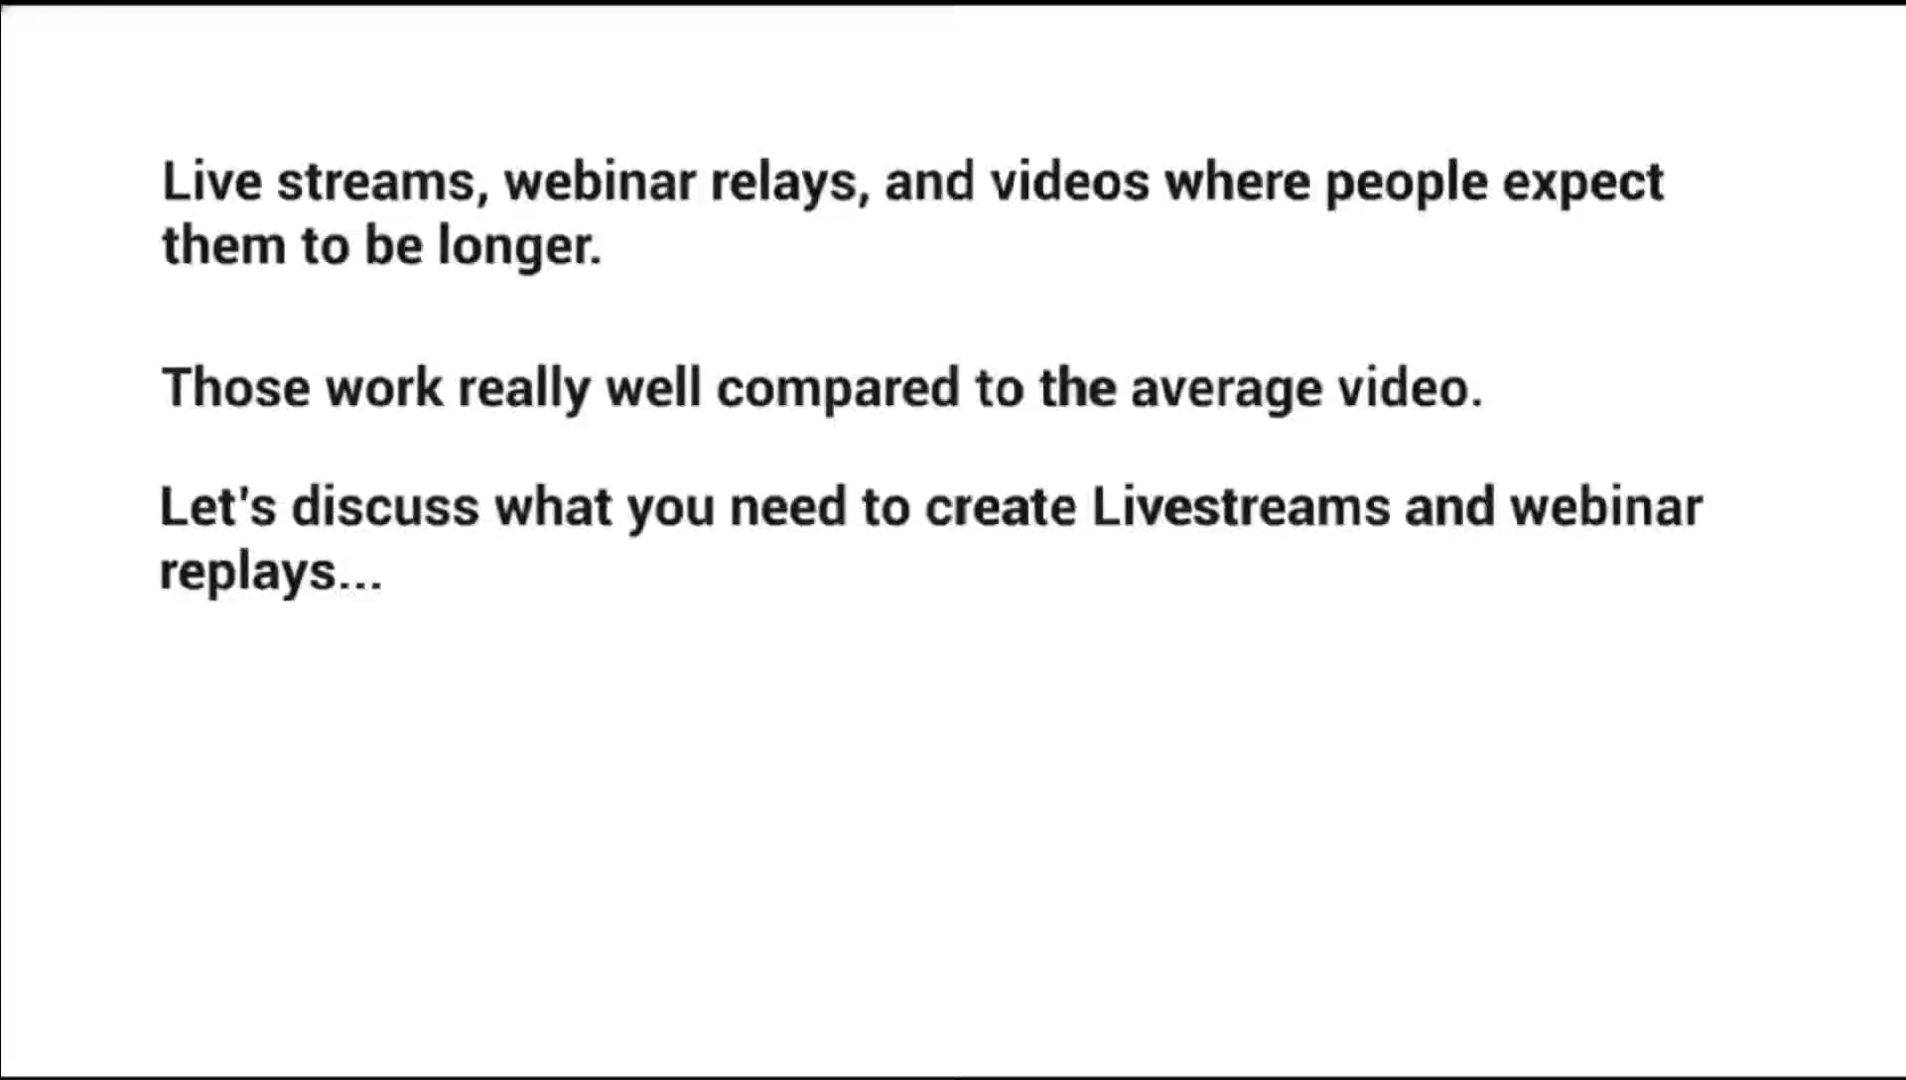 Live streams, webinar relays, and videos where people expect
them to be longer.
Those work really well compared to the average video.
Let's discuss what you need to create Livestreams and webinar
replays...